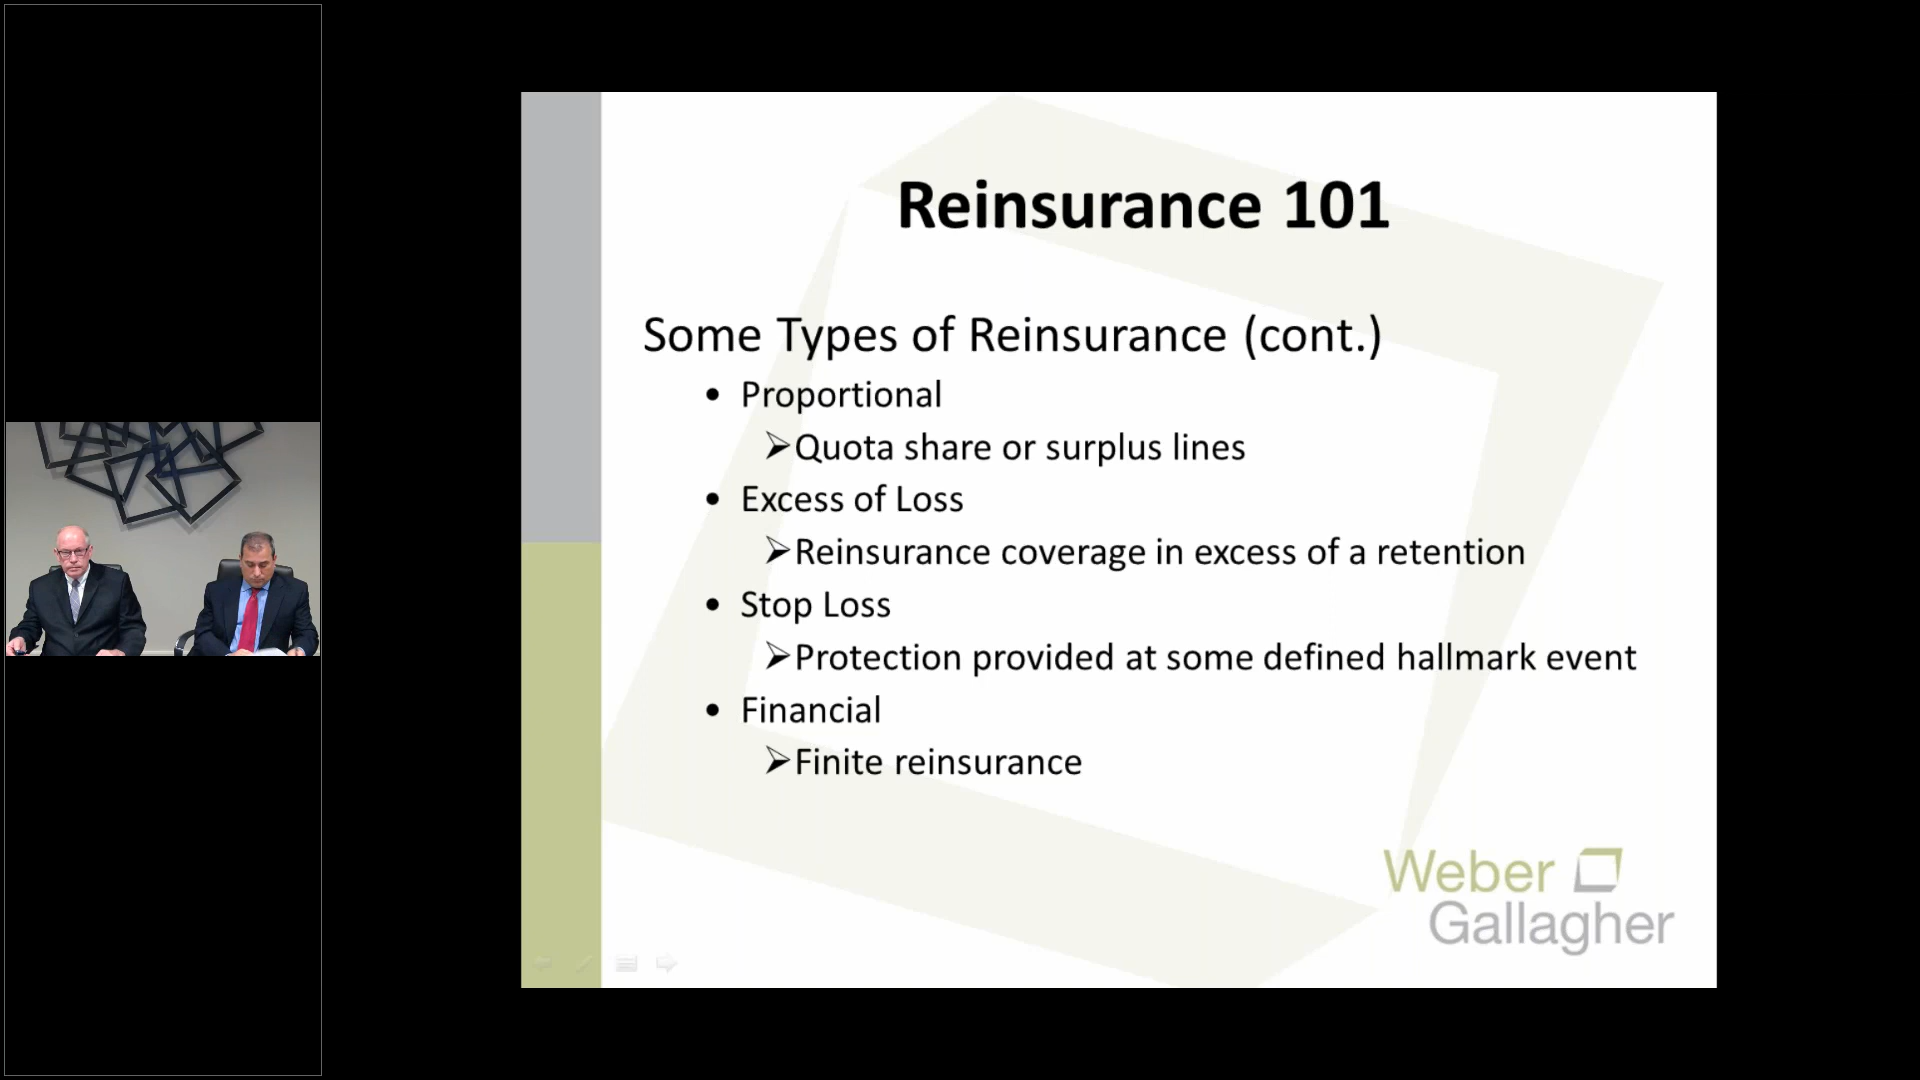 Reinsurance 101
Some Types of Reinsurance (cont.)
• Proportional
➢Quota share or surplus lines
• Excess of Loss
➢Reinsurance coverage in excess of a retention
• Stop Loss
➢Protection provided at some defined hallmark event
• Financial
➢Finite reinsurance
Weber
Gallagher